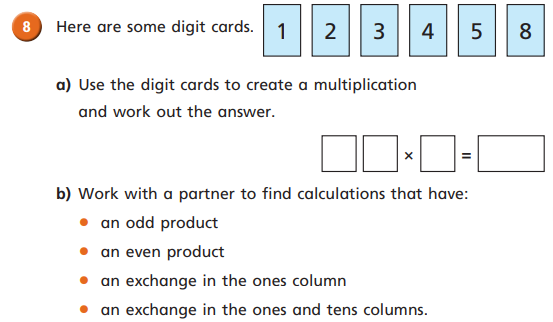 8 Here are some digit cards. 1 2 3 4 5 8
a) Use the digit cards to create a multiplication
and work out the answer.
× =
b) Work with a partner to find calculations that have:
• an odd product
• an even product
• an exchange in the ones column
• an exchange in the ones and tens columns.